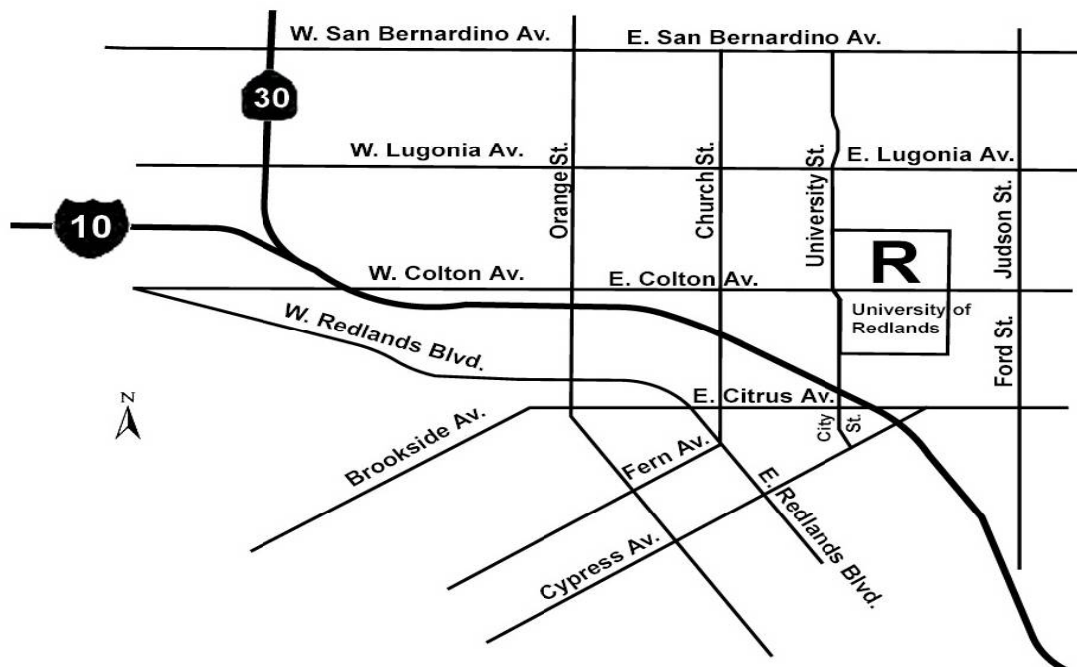 W. San Bernardino Av.
E. San Bernardino Av.
30
W. Lugonia Av.
E. Lugonia Av.
Orange St.
Church St.
University St.
Judson St.
10
R
W. Colton Av.
E. Colton Av.
University of
Redlands
W. Redlands Blvd.
Ford St.
N
E. Citrus Av.
City
St.
Brookside Av.
Fern Av.
E. Redlands Blvd.
Cypress Av.